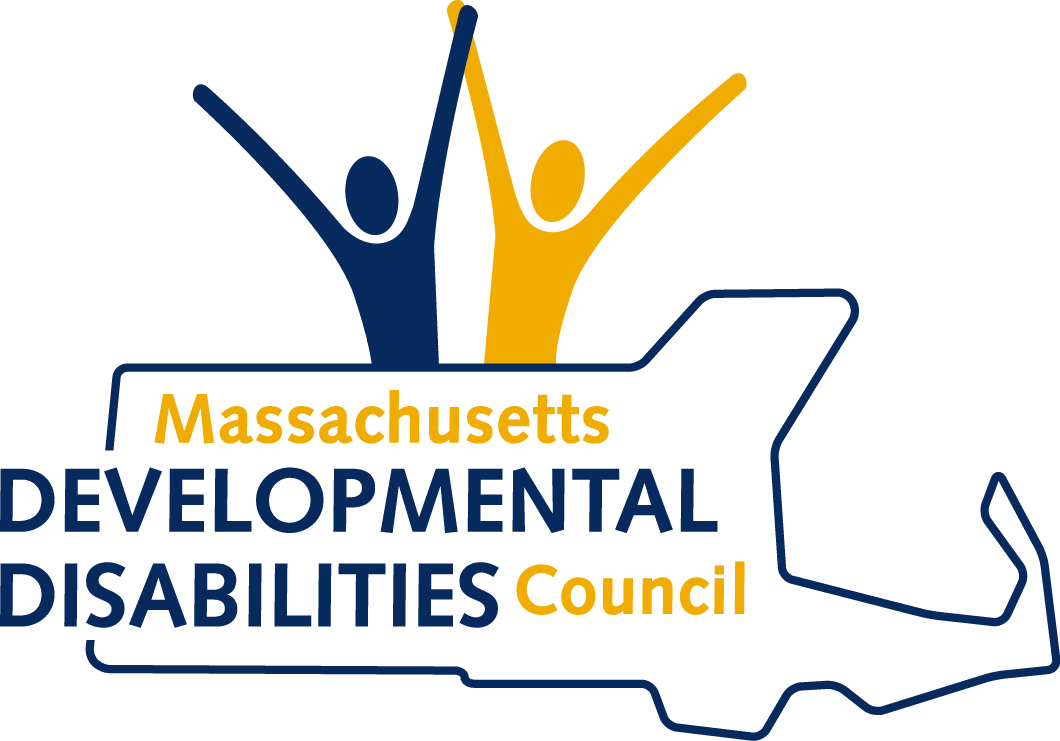 Massachusetts
DEVELOPMENTAL
DISABILITIES Council